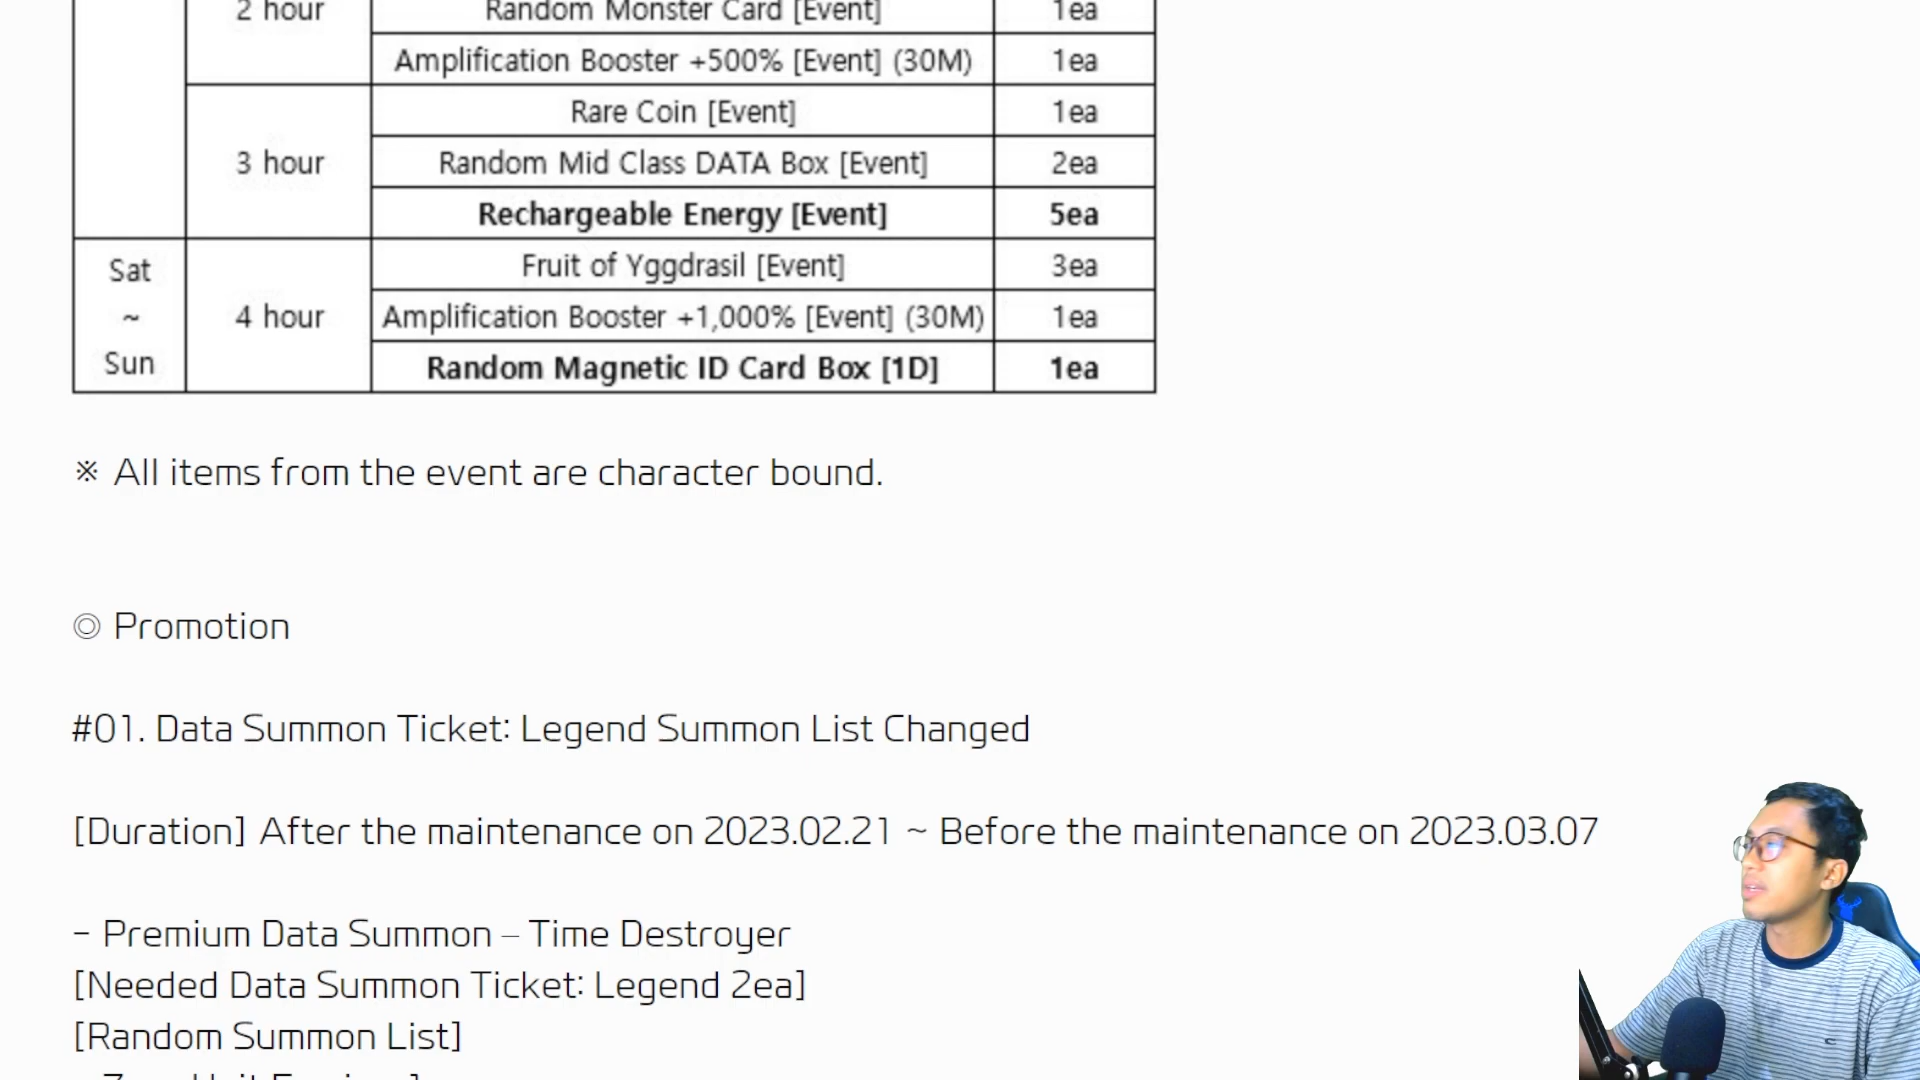 2 hour Random Monster Card [Event] 1ea
Amplification Booster +500% [Event] (30M) 1ea
Rare Coin [Event] 1ea
3 hour Random Mid Class DATA Box [Event] 2ea
Rechargeable Energy [Event] 5ea
Sat Fruit of Yggdrasil [Event] 3ea
~ 4 hour Amplification Booster +1,000% [Event] (30M) 1ea
Sun Random Magnetic ID Card Box [1D] 1ea
※ All items from the event are character bound.
◎ Promotion
#01. Data Summon Ticket: Legend Summon List Changed
[Duration] After the maintenance on 2023.02.21 ~ Before the maintenance on 2023.03.07
- Premium Data Summon – Time Destroyer
[Needed Data Summon Ticket: Legend 2ea]
[Random Summon List]